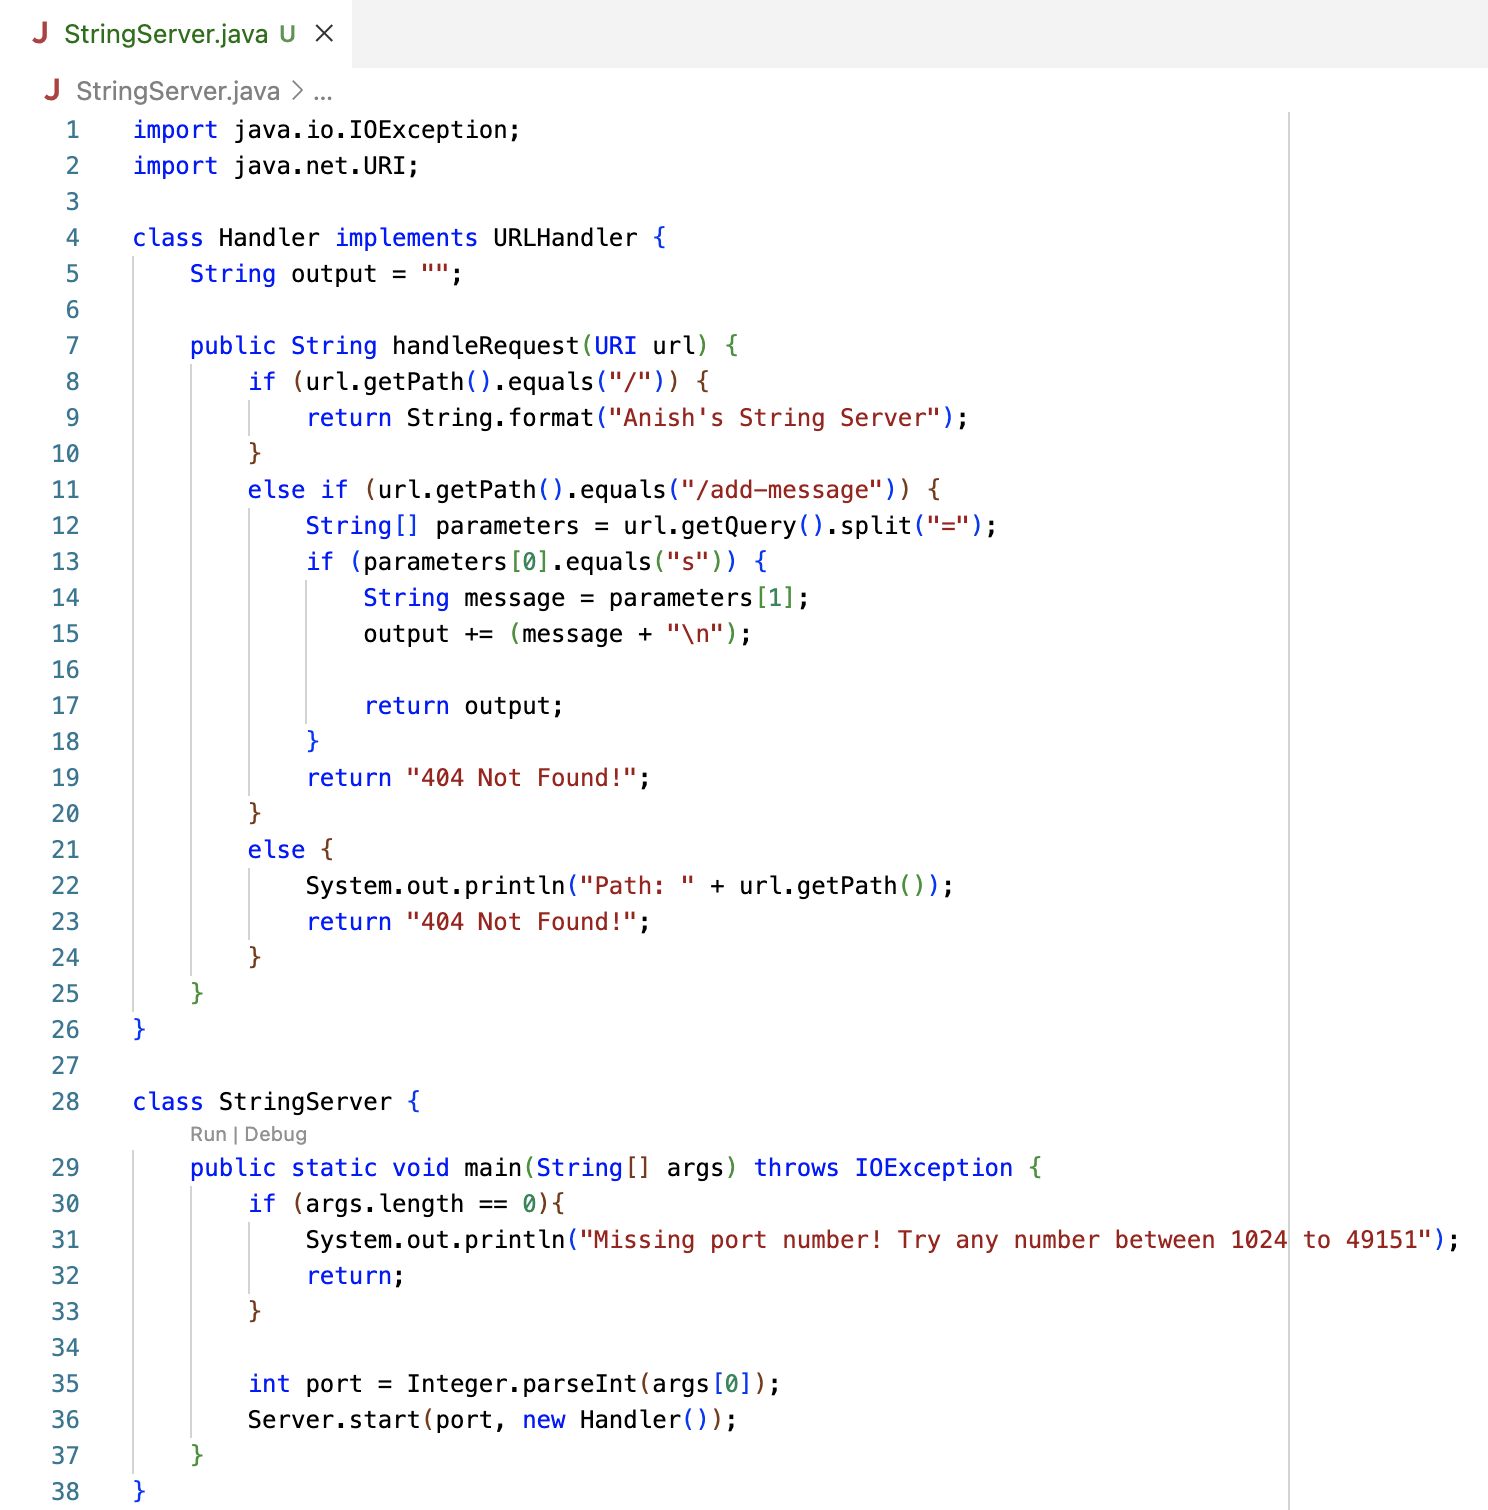 J StringServer.java U ×
J StringServer.java > ...
1 import java.io.IOException;
2 import java.net.URI;
3
4 class Handler implements URLHandler {
5     String output = "";
6
7     public String handleRequest(URI url) {
8         if (url.getPath().equals("/")) {
9             return String.format("Anish's String Server");
10         }
11         else if (url.getPath().equals("/add-message")) {
12             String[] parameters = url.getQuery().split("=");
13             if (parameters[0].equals("s")) {
14                 String message = parameters[1];
15                 output += (message + "\n");
16
17                 return output;
18             }
19             return "404 Not Found!";
20         }
21         else {
22             System.out.println("Path: " + url.getPath());
23             return "404 Not Found!";
24         }
25     }
26 }
27
28 class StringServer {
Run | Debug
29     public static void main(String[] args) throws IOException {
30         if (args.length == 0){
31             System.out.println("Missing port number! Try any number between 1024 to 49151");
32             return;
33         }
34
35         int port = Integer.parseInt(args[0]);
36         Server.start(port, new Handler());
37     }
38 }